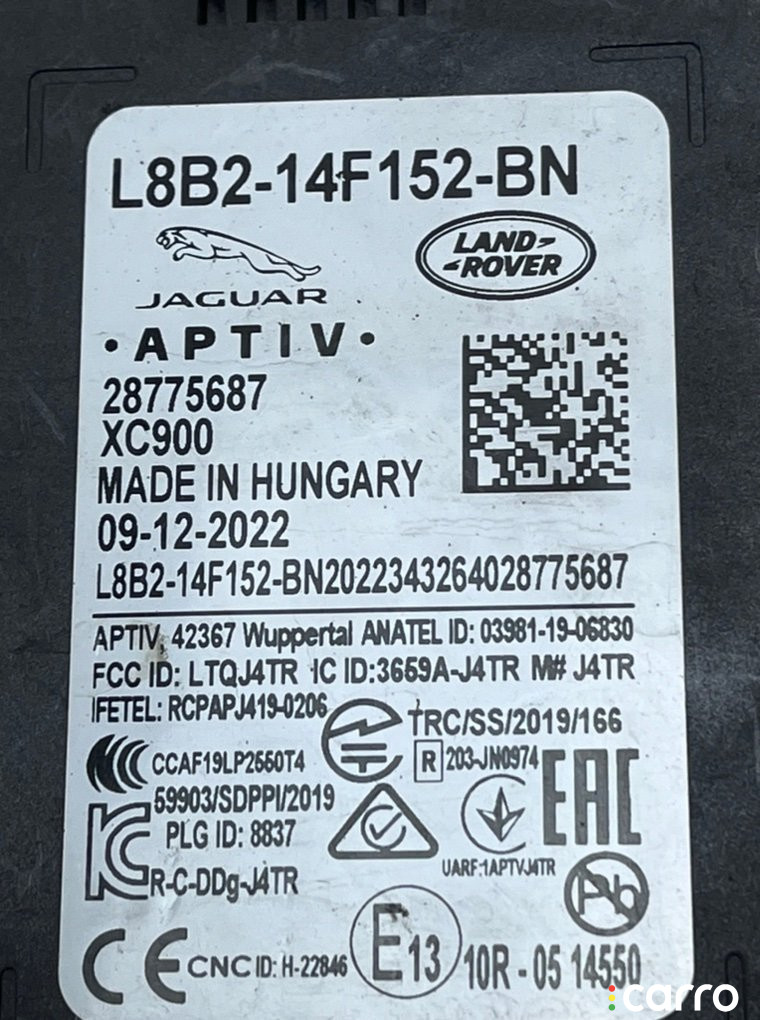 L8B2-14F152-BN
JAGUAR
LAND-
-ROVER
• APTIV •
28775687
XC900
MADE IN HUNGARY
09-12-2022
L8B2-14F152-BN2022343264028775687
APTIV, 42367 Wuppertal ANATEL ID: 03981-19-06830
FCC ID: LTQJ4TR IC ID:3659A-J4TR M# J4TR
IFETEL: RCPAPJ419-0206
TRC/SS/2019/166
CCC CCAF19LP2550T4
R 203-JN0974
EAC
59903/SDPPI/2019
PLG ID: 8837
R-C-DDg-J4TR
UARF:1APTVJ4TR
Pb
CE CNC ID: H-22846
E13 10R - 05 14550
carro